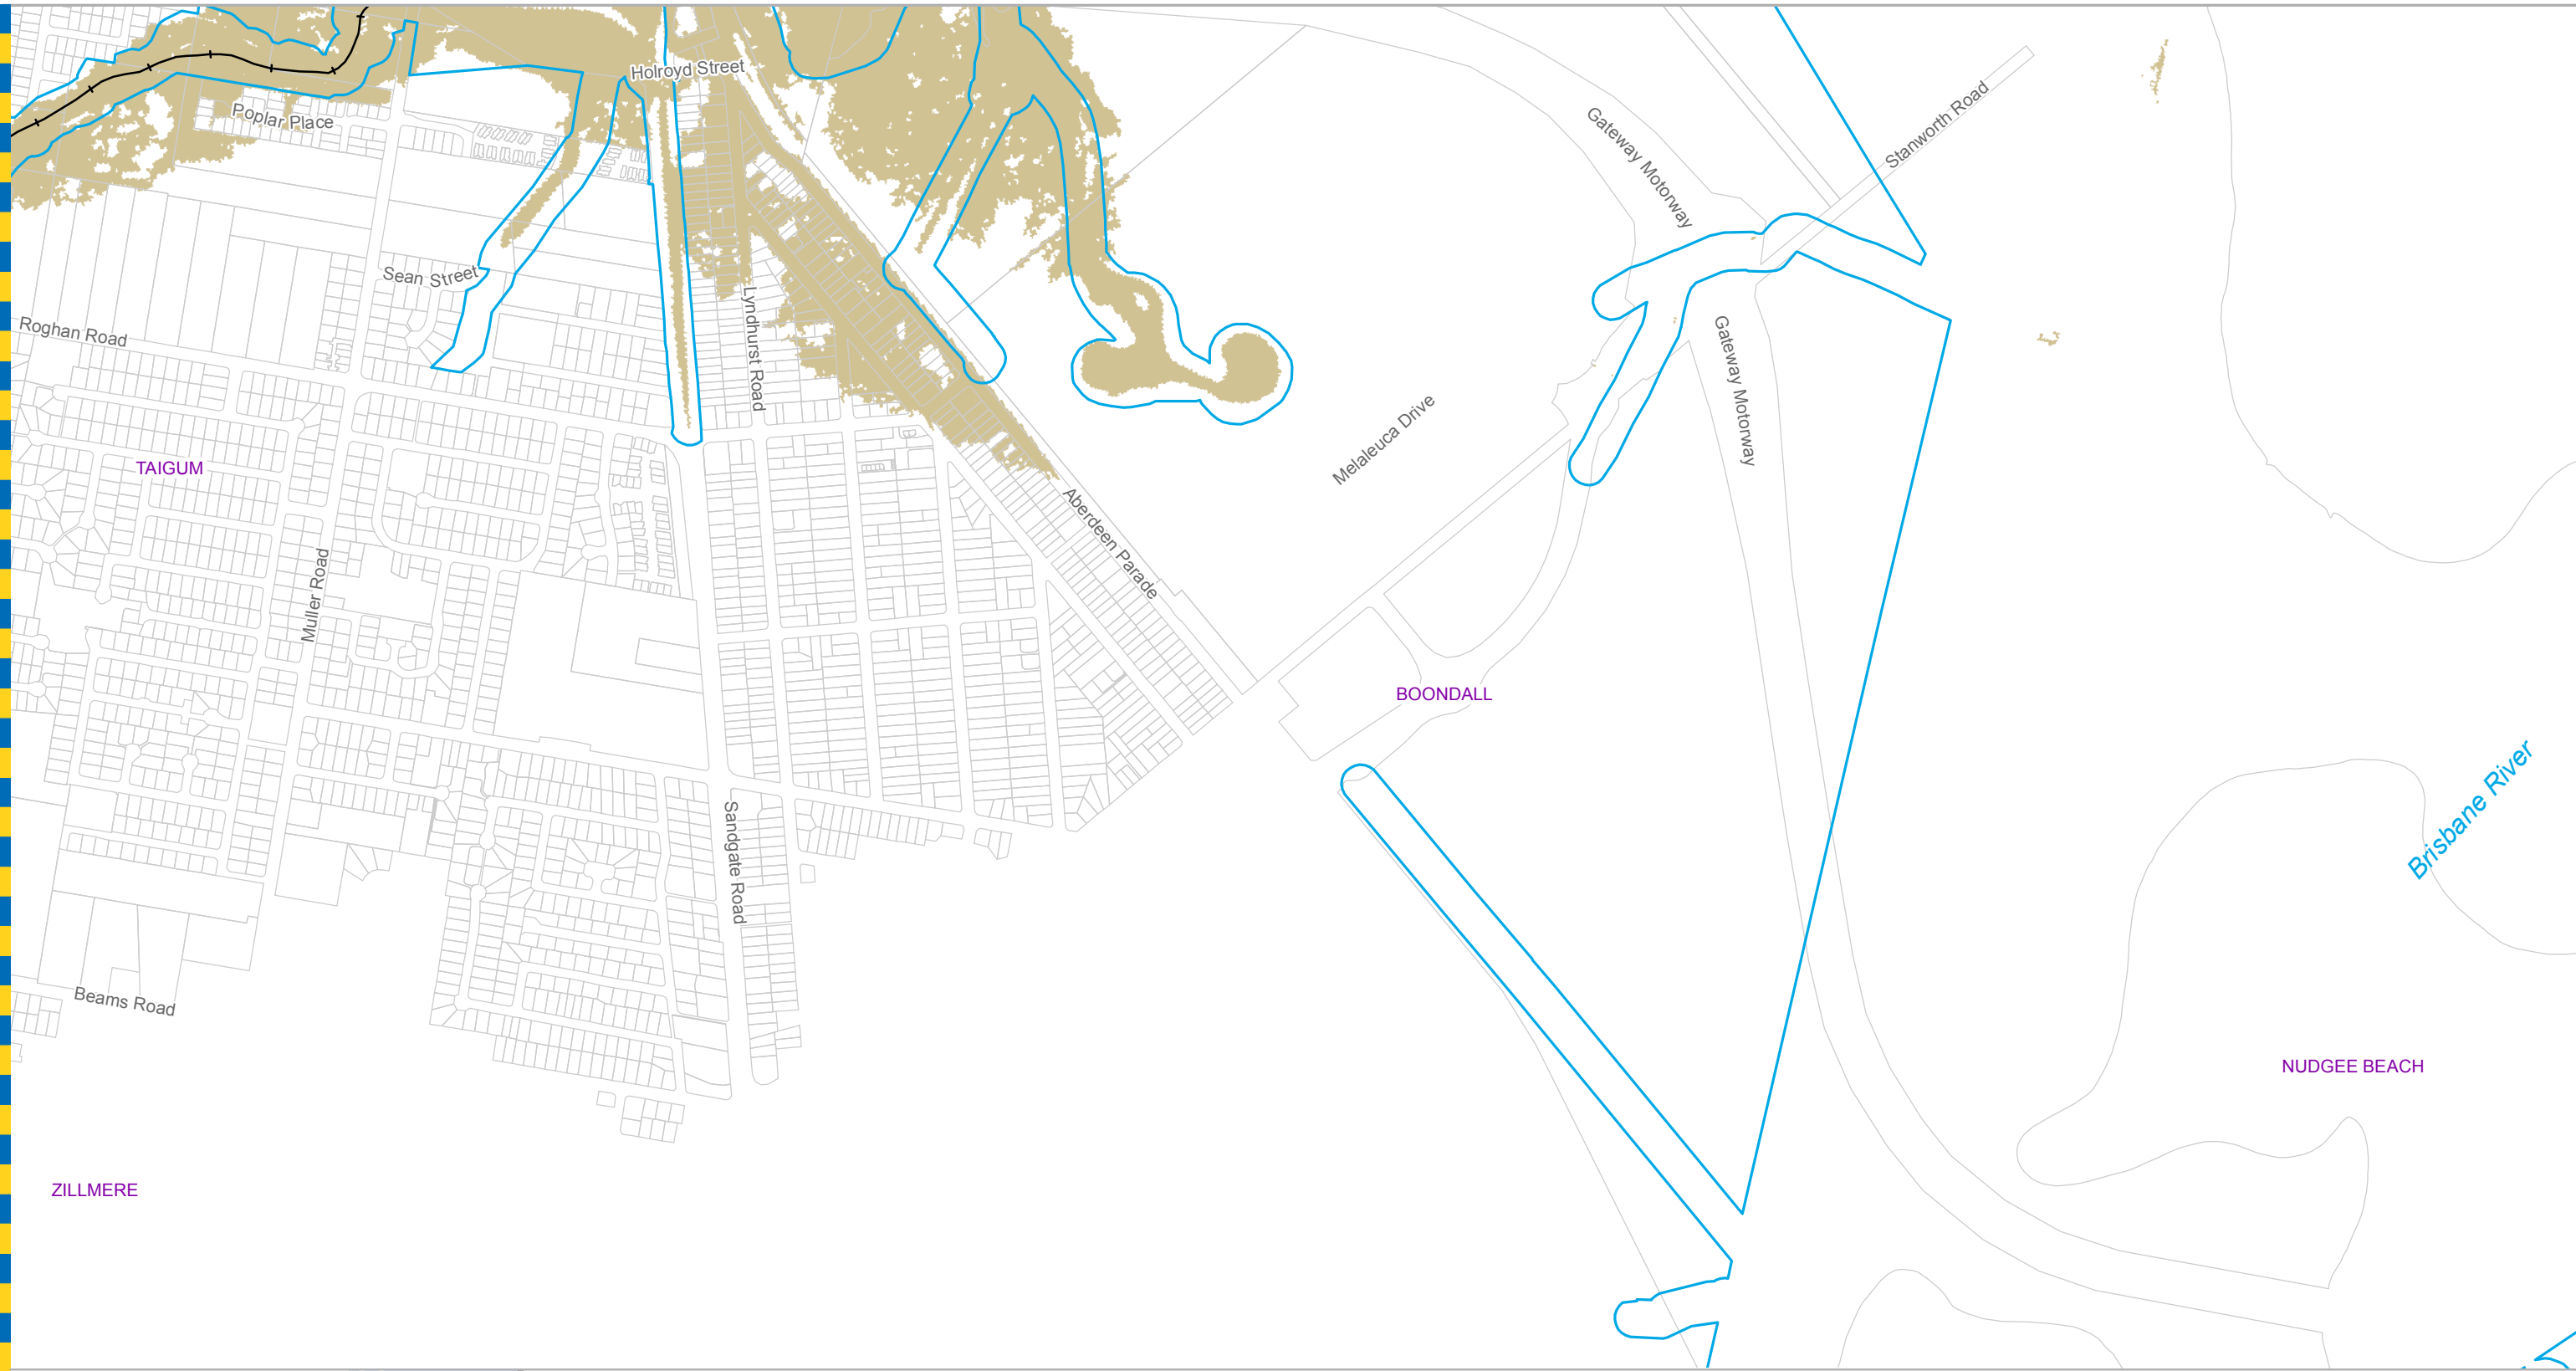 Holroyd Street
Poplar Place
Gateway Motorway
Stanworth Road
Sean Street
Roghan Road
Lyndhurst Road
Gateway Motorway
Melaleuca Drive
TAIGUM
Aberdeen Parade
Muller Road
BOONDALL
Sandgate Road
Brisbane River
Beams Road
NUDGEE BEACH
ZILLMERE